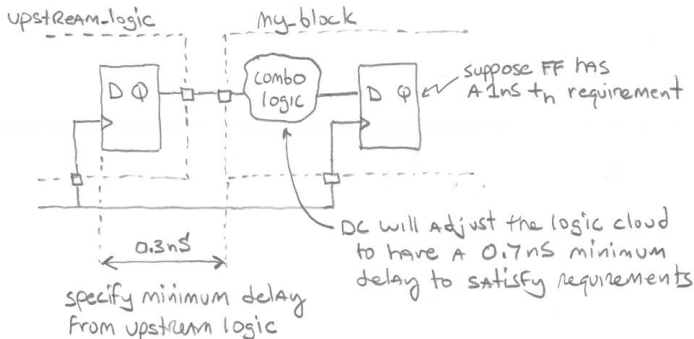 upstream_logic
my_block
D Q
combo
logic
D Q
suppose FF has
A 1ns th requirement
0.3ns
DC will adjust the logic cloud
to have A 0.7ns minimum
delay to satisfy requirements
specify minimum delay
from upstream logic